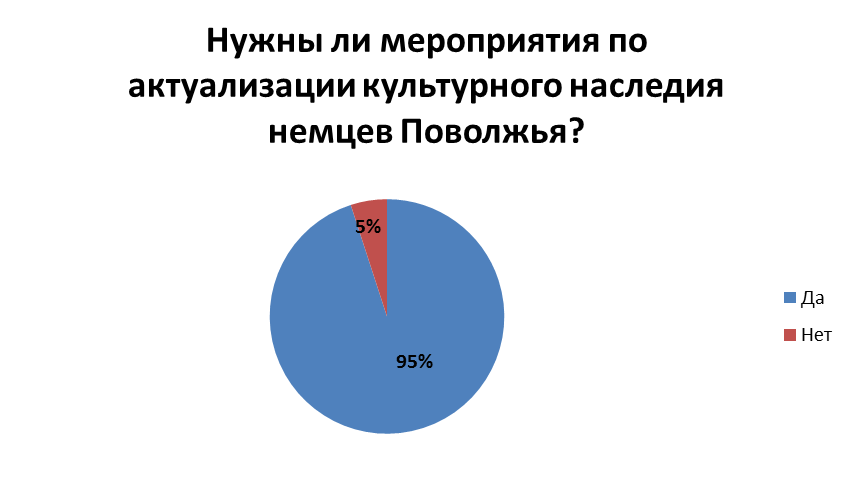 Нужны ли мероприятия по
актуализации культурного наследия
немцев Поволжья?
5%
95%
Да
Нет